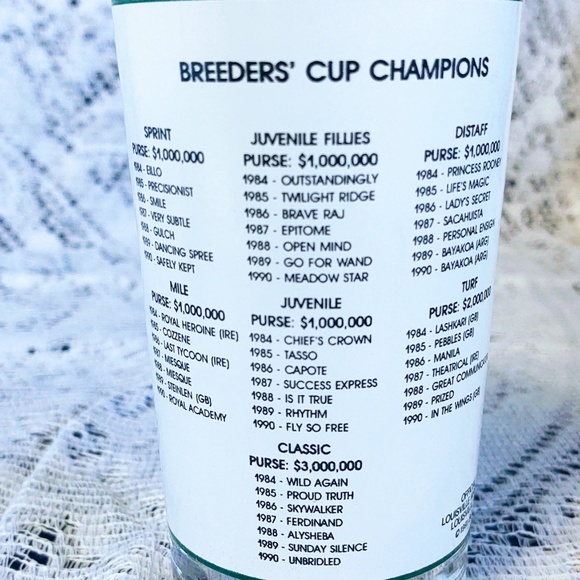 BREEDERS' CUP CHAMPIONS
SPRINT
PURSE: $1,000,000
1984 - EILLO
1985 - PRECISIONIST
1986 - SMILE
1987 - VERY SUBTLE
1988 - GULCH
1989 - DANCING SPREE
1990 - SAFELY KEPT
MILE
PURSE: $1,000,000
1984 - ROYAL HEROINE (IRE)
1985 - COZZENE
1986 - LAST TYCOON (IRE)
1987 - MIESQUE
1988 - MIESQUE
1989 - STEINLEN (GB)
1990 - ROYAL ACADEMY
JUVENILE FILLIES
PURSE: $1,000,000
1984 - OUTSTANDINGLY
1985 - TWILIGHT RIDGE
1986 - BRAVE RAJ
1987 - EPITOME
1988 - OPEN MIND
1989 - GO FOR WAND
1990 - MEADOW STAR
JUVENILE
PURSE: $1,000,000
1984 - CHIEF'S CROWN
1985 - TASSO
1986 - CAPOTE
1987 - SUCCESS EXPRESS
1988 - IS IT TRUE
1989 - RHYTHM
1990 - FLY SO FREE
DISTAFF
PURSE: $1,000,000
1984 - PRINCESS ROONEY
1985 - LIFE'S MAGIC
1986 - LADY'S SECRET
1987 - SACAHUISTA
1988 - PERSONAL ENSIGN
1989 - BAYAKOA (ARG)
1990 - BAYAKOA (ARG)
TURF
PURSE: $2,000,000
1984 - LASHKARI (GB)
1985 - PEBBLES (GB)
1986 - MANILA
1987 - THEATRICAL (IRE)
1988 - GREAT
1989 - PRIZED
1990 - IN THE WINGS (GB)
CLASSIC
PURSE: $3,000,000
1984 - WILD AGAIN
1985 - PROUD TRUTH
1986 - SKYWALKER
1987 - FERDINAND
1988 - ALYSHEBA
1989 - SUNDAY SILENCE
1990 - UNBRIDLED